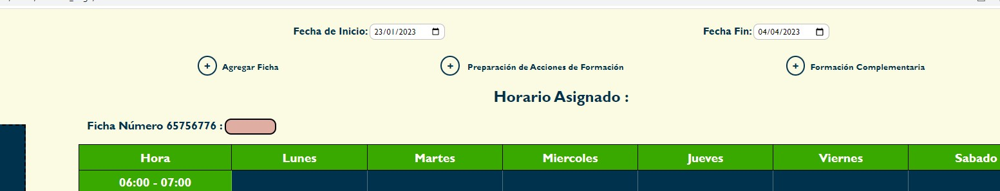 Fecha de Inicio: 23/01/2023 Fecha Fin: 04/04/2023
+ Agregar Ficha + Preparación de Acciones de Formación + Formación Complementaria
Horario Asignado :
Ficha Número 65756776 :
Hora Lunes Martes Miercoles Jueves Viernes Sabado
06:00 - 07:00